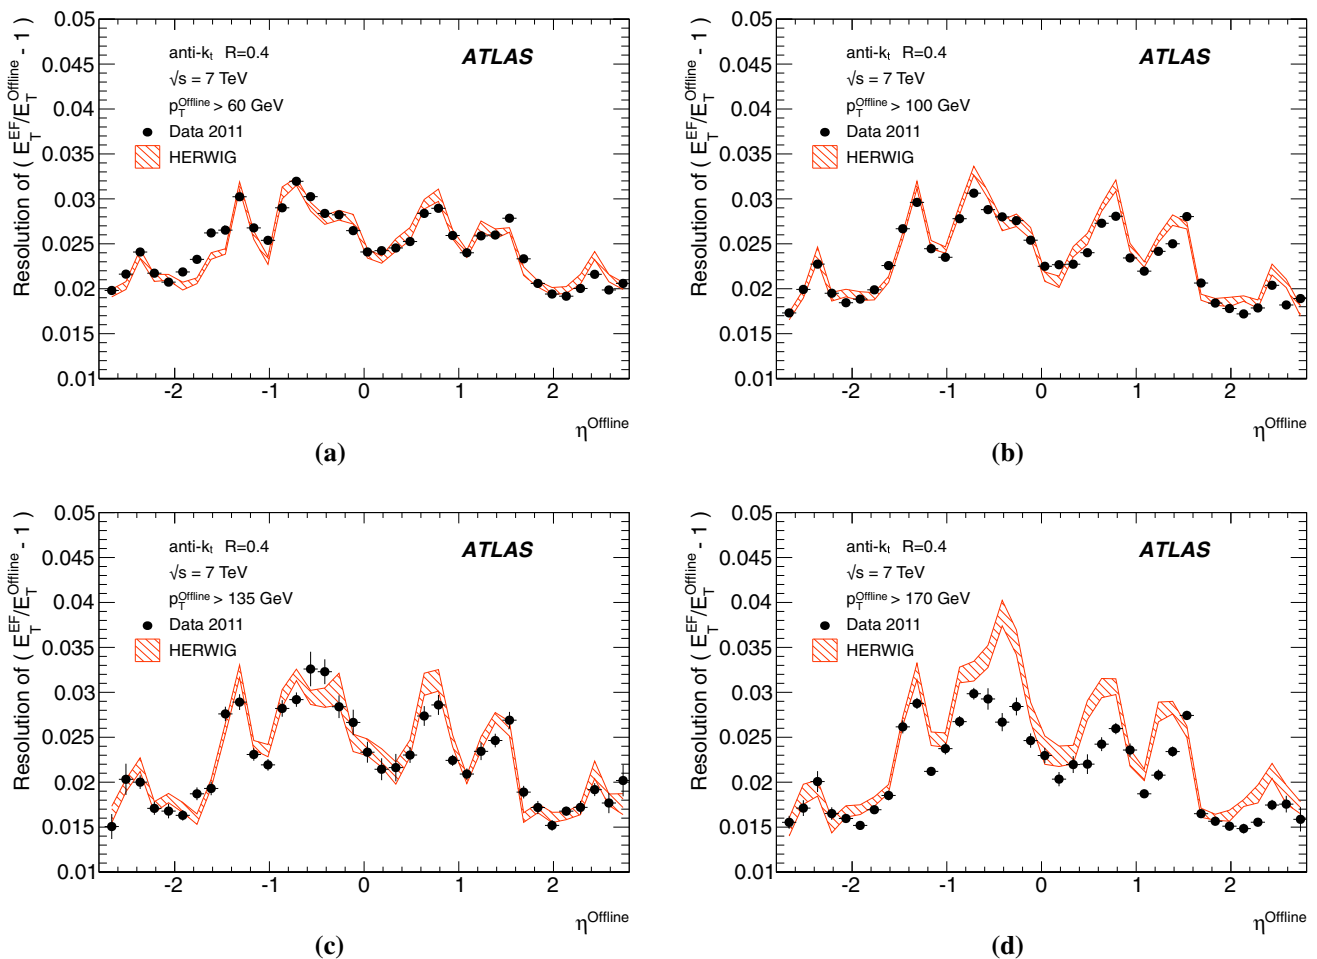 Resolution of ( E_T^EF/E_T^Offline - 1 )
0.05
0.045
0.04
0.035
0.03
0.025
0.02
0.015
0.01
anti-k_t R=0.4
√s = 7 TeV
p_T^Offline > 60 GeV
Data 2011
HERWIG
ATLAS
-2 -1 0 1 2
η^Offline
(a)
Resolution of ( E_T^EF/E_T^Offline - 1 )
0.05
0.045
0.04
0.035
0.03
0.025
0.02
0.015
0.01
anti-k_t R=0.4
√s = 7 TeV
p_T^Offline > 100 GeV
Data 2011
HERWIG
ATLAS
-2 -1 0 1 2
η^Offline
(b)
Resolution of ( E_T^EF/E_T^Offline - 1 )
0.05
0.045
0.04
0.035
0.03
0.025
0.02
0.015
0.01
anti-k_t R=0.4
√s = 7 TeV
p_T^Offline > 135 GeV
Data 2011
HERWIG
ATLAS
-2 -1 0 1 2
η^Offline
(c)
Resolution of ( E_T^EF/E_T^Offline - 1 )
0.05
0.045
0.04
0.035
0.03
0.025
0.02
0.015
0.01
anti-k_t R=0.4
√s = 7 TeV
p_T^Offline > 170 GeV
Data 2011
HERWIG
ATLAS
-2 -1 0 1 2
η^Offline
(d)